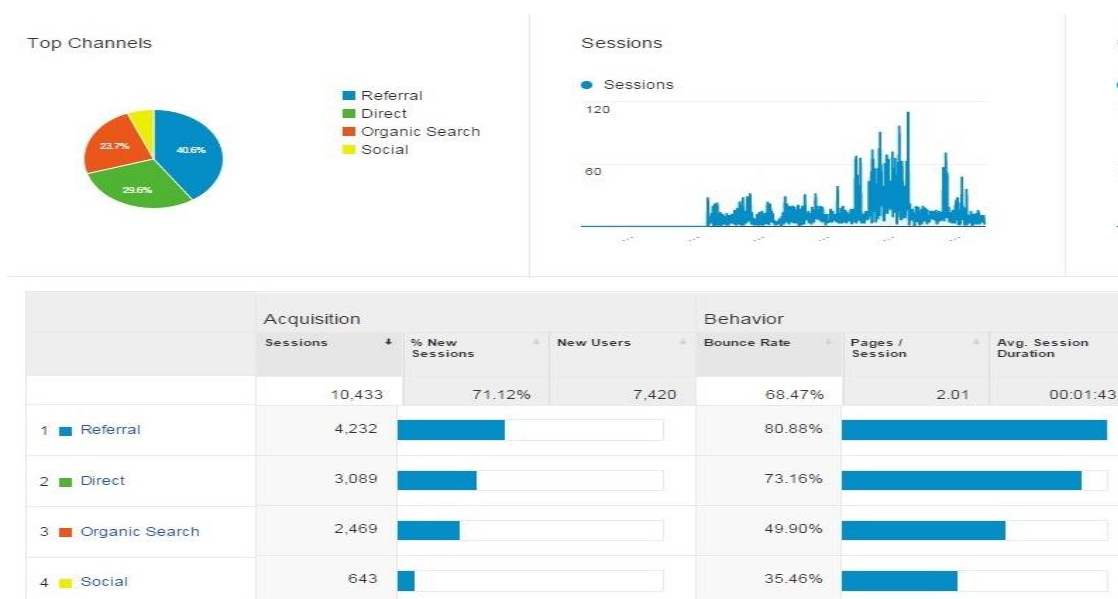 Top Channels
Referral
Direct
Organic Search
Social
40.6%
29.6%
23.7%
Sessions
Sessions
120
60
Acquisition
Behavior
Sessions
% New
Sessions
New Users
Bounce Rate
Pages /
Session
Avg. Session
Duration
10,433
71.12%
7,420
68.47%
2.01
00:01:43
1 Referral
4,232
80.88%
2 Direct
3,089
73.16%
3 Organic Search
2,469
49.90%
4 Social
643
35.46%